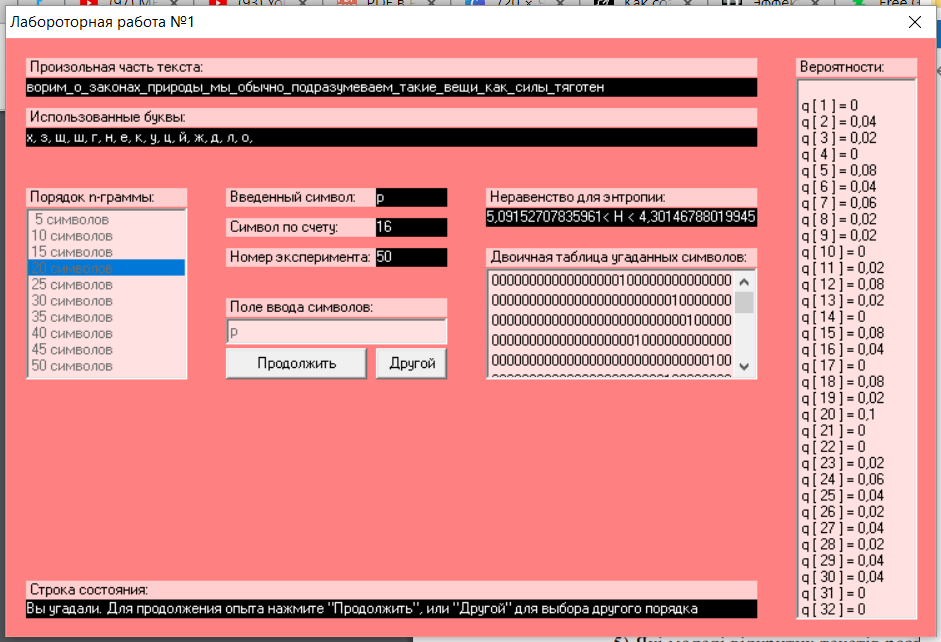 Лабороторная работа №1
Произольная часть текста:
ворим_о_законах_природы_мы_обычно_подразумеваем_такие_вещи_как_силы_тяготен
Использованные буквы:
х, з, щ, ш, г, н, е, к, у, ц, й, ж, д, л, о,
Порядок n-граммы:
5 символов
10 символов
15 символов
20 символов
25 символов
30 символов
35 символов
40 символов
45 символов
50 символов
Введенный символ: р
Символ по счету: 16
Номер эксперимента: 50
Поле ввода символов:
р
Продолжить
Другой
Неравенство для энтропии:
5,09152707835961< H < 4,30146788019945
Двоичная таблица угаданных символов:
Вероятности:
q [ 1 ] = 0
q [ 2 ] = 0,04
q [ 3 ] = 0,02
q [ 4 ] = 0
q [ 5 ] = 0,08
q [ 6 ] = 0,04
q [ 7 ] = 0,06
q [ 8 ] = 0,02
q [ 9 ] = 0,02
q [ 10 ] = 0
q [ 11 ] = 0,02
q [ 12 ] = 0,08
q [ 13 ] = 0,02
q [ 14 ] = 0
q [ 15 ] = 0,08
q [ 16 ] = 0,04
q [ 17 ] = 0
q [ 18 ] = 0,08
q [ 19 ] = 0,02
q [ 20 ] = 0,1
q [ 21 ] = 0
q [ 22 ] = 0
q [ 23 ] = 0,02
q [ 24 ] = 0,06
q [ 25 ] = 0,04
q [ 26 ] = 0,02
q [ 27 ] = 0,04
q [ 28 ] = 0,02
q [ 29 ] = 0,04
q [ 30 ] = 0,04
q [ 31 ] = 0
q [ 32 ] = 0
Строка состояния:
Вы угадали. Для продолжения опыта нажмите "Продолжить", или "Другой" для выбора другого порядка